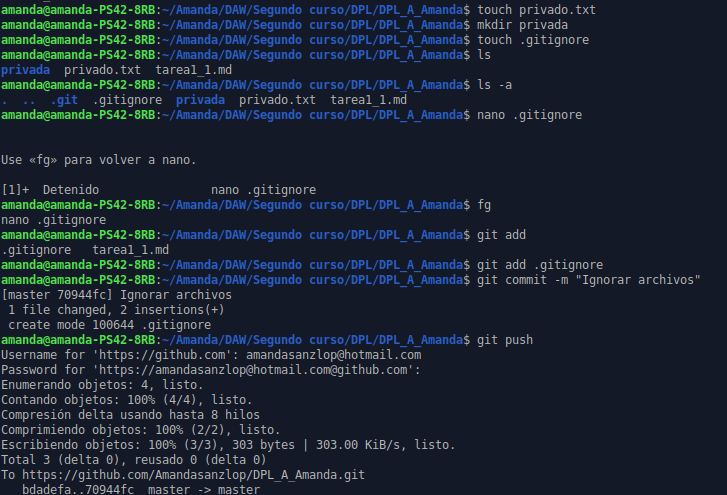 amanda@amanda-PS42-8RB:~/Amanda/DAW/Segundo curso/DPL/DPL_A_Amanda$ touch privado.txt
amanda@amanda-PS42-8RB:~/Amanda/DAW/Segundo curso/DPL/DPL_A_Amanda$ mkdir privada
amanda@amanda-PS42-8RB:~/Amanda/DAW/Segundo curso/DPL/DPL_A_Amanda$ touch .gitignore
amanda@amanda-PS42-8RB:~/Amanda/DAW/Segundo curso/DPL/DPL_A_Amanda$ ls
privada  privado.txt  tarea1_1.md
amanda@amanda-PS42-8RB:~/Amanda/DAW/Segundo curso/DPL/DPL_A_Amanda$ ls -a
.  ..  .git  .gitignore  privada  privado.txt  tarea1_1.md
amanda@amanda-PS42-8RB:~/Amanda/DAW/Segundo curso/DPL/DPL_A_Amanda$ nano .gitignore
Use «fg» para volver a nano.
[1]+  Detenido                nano .gitignore
amanda@amanda-PS42-8RB:~/Amanda/DAW/Segundo curso/DPL/DPL_A_Amanda$ fg
nano .gitignore
amanda@amanda-PS42-8RB:~/Amanda/DAW/Segundo curso/DPL/DPL_A_Amanda$ git add
.gitignore   tarea1_1.md
amanda@amanda-PS42-8RB:~/Amanda/DAW/Segundo curso/DPL/DPL_A_Amanda$ git add .gitignore
amanda@amanda-PS42-8RB:~/Amanda/DAW/Segundo curso/DPL/DPL_A_Amanda$ git commit -m "Ignorar archivos"
[master 70944fc] Ignorar archivos
 1 file changed, 2 insertions(+)
 create mode 100644 .gitignore
amanda@amanda-PS42-8RB:~/Amanda/DAW/Segundo curso/DPL/DPL_A_Amanda$ git push
Username for 'https://github.com': amandasanzlop@hotmail.com
Password for 'https://amandasanzlop@hotmail.com@github.com':
Enumerando objetos: 4, listo.
Contando objetos: 100% (4/4), listo.
Compresión delta usando hasta 8 hilos
Comprimiendo objetos: 100% (2/2), listo.
Escribiendo objetos: 100% (3/3), 303 bytes | 303.00 KiB/s, listo.
Total 3 (delta 0), reusado 0 (delta 0)
To https://github.com/Amandasanzlop/DPL_A_Amanda.git
   bdadefa..70944fc  master -> master